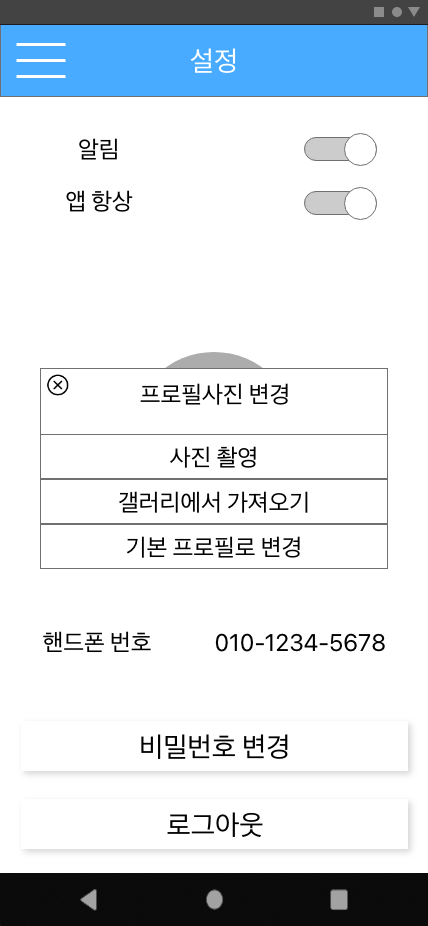 설정
알림
앱 항상
프로필사진 변경
사진 촬영
갤러리에서 가져오기
기본 프로필로 변경
핸드폰 번호 010-1234-5678
비밀번호 변경
로그아웃